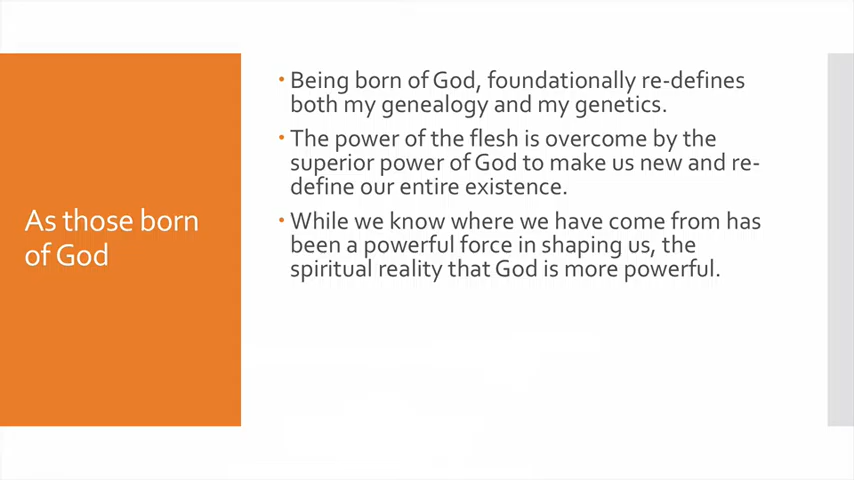 As those born
of God
• Being born of God, foundationally re-defines
both my genealogy and my genetics.
• The power of the flesh is overcome by the
superior power of God to make us new and re-
define our entire existence.
• While we know where we have come from has
been a powerful force in shaping us, the
spiritual reality that God is more powerful.